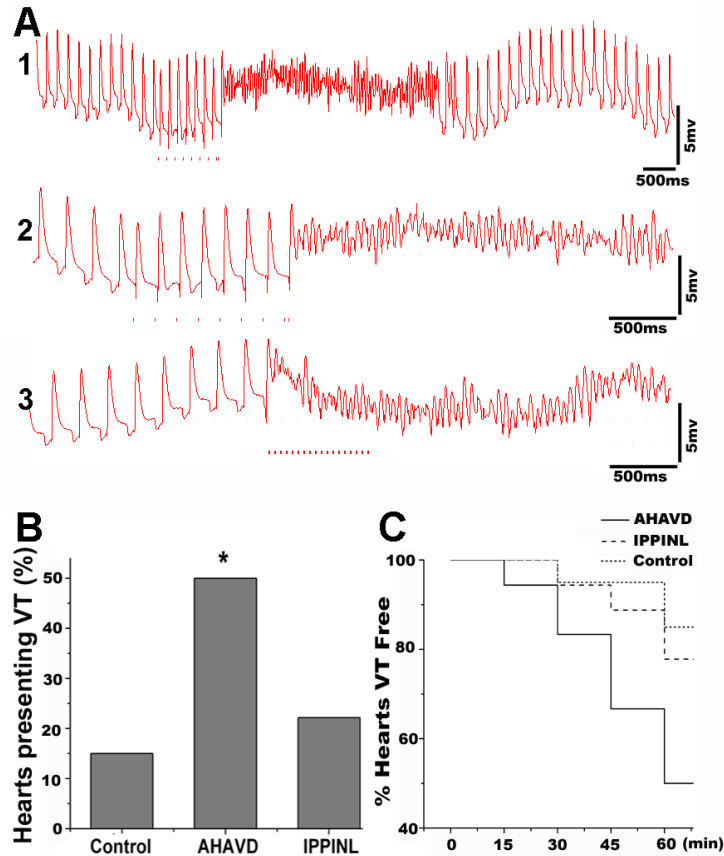 A
1
5mv
500ms
2
5mv
500ms
3
5mv
500ms
B
Hearts presenting VT (%)
50
40
30
20
10
0
*
Control AHAVD IPPINL
C
AHAVD
IPPINL
Control
% Hearts VT Free
100
80
60
40
0 15 30 45 60 (min)